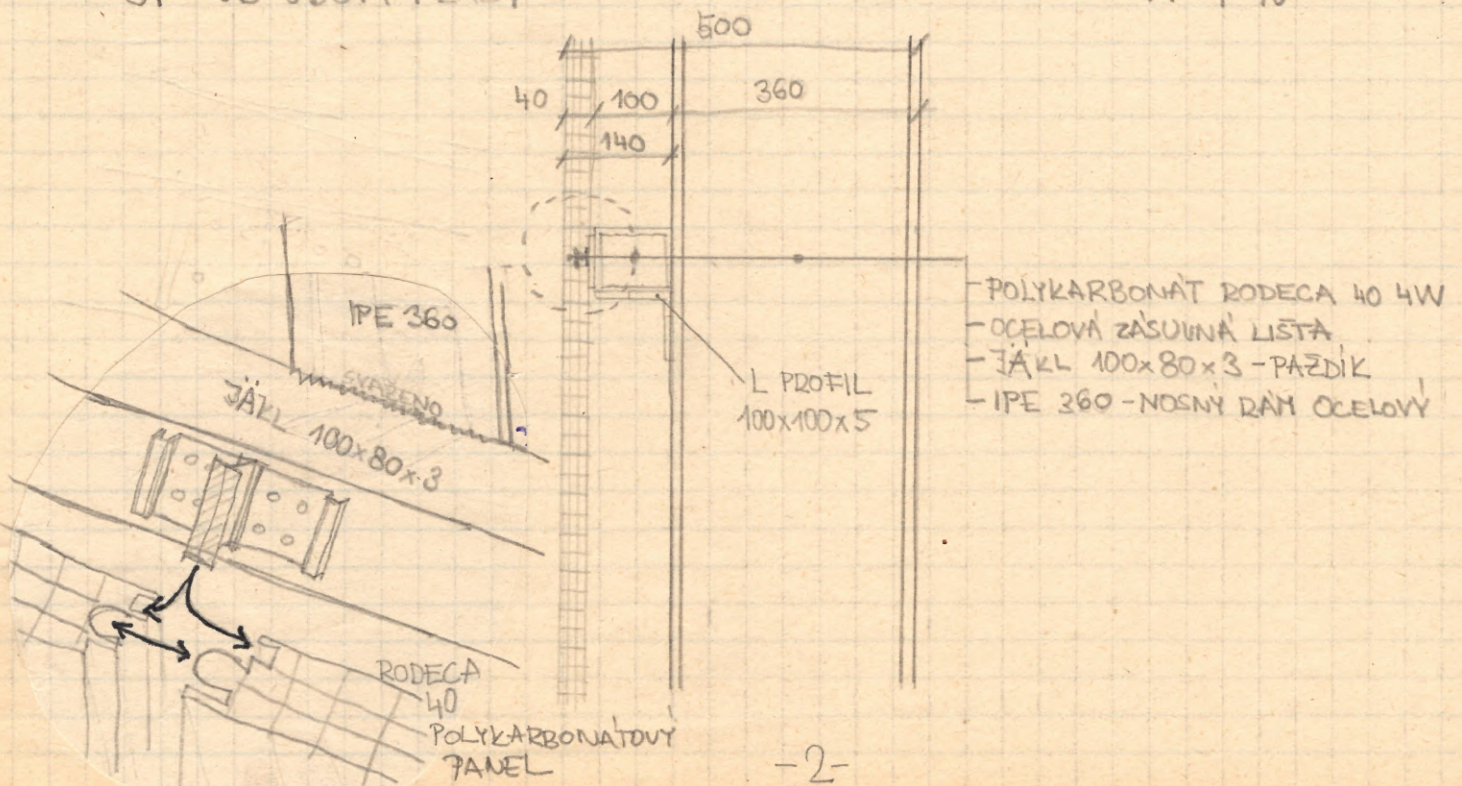 500
40 100 360
140
IPE 360
SVAŘENO
JÄKL 100x80x3
L PROFIL
100x100x5
POLYKARBONÁT RODECA 40 4W
OCELOVÁ ZÁSUVNÁ LIŠTA
JÄKL 100x80x3 - PAŽDÍK
IPE 360 - NOSNÝ RÁM OCELOVÝ
RODECA
40
POLYKARBONÁTOVÝ
PANEL
-2-